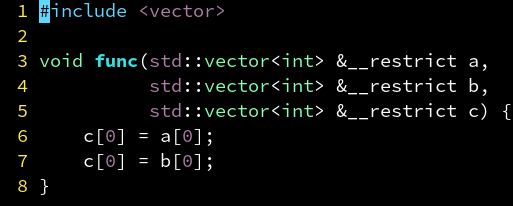 1 #include <vector>
2
3 void func(std::vector<int> &__restrict a,
4           std::vector<int> &__restrict b,
5           std::vector<int> &__restrict c) {
6     c[0] = a[0];
7     c[0] = b[0];
8 }